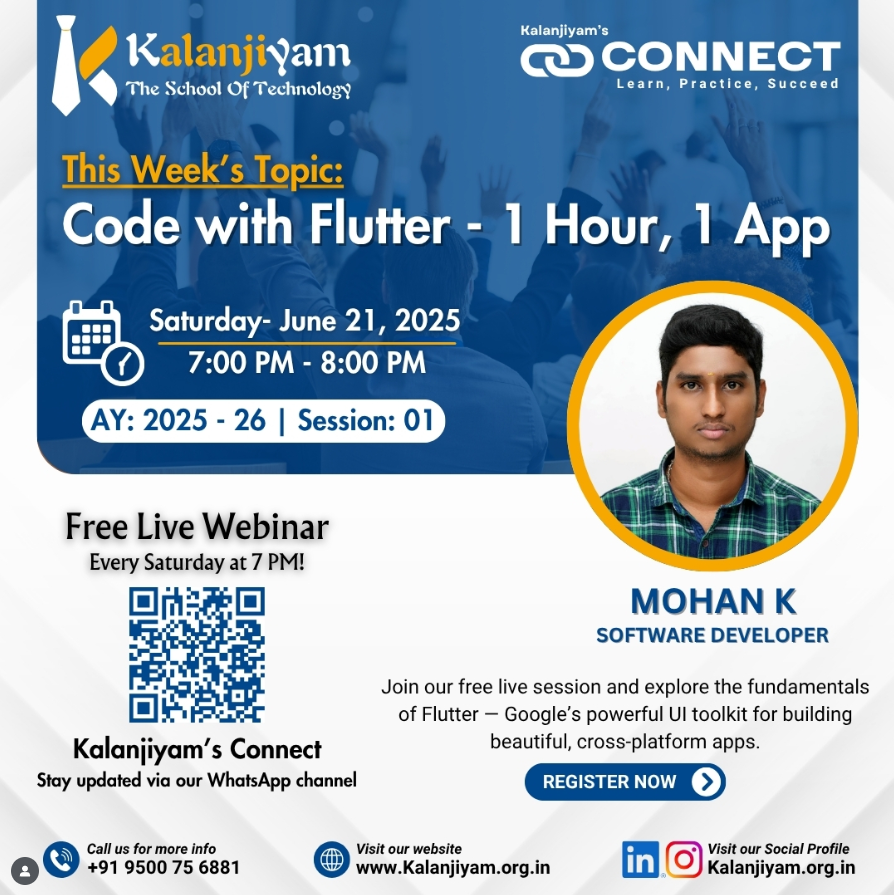 Kalanjiyam
The School Of Technology
Kalanjiyam's
CONNECT
Learn, Practice, Succeed
This Week's Topic:
Code with Flutter - 1 Hour, 1 App
Saturday- June 21, 2025
7:00 PM - 8:00 PM
AY: 2025 - 26 | Session: 01
Free Live Webinar
Every Saturday at 7 PM!
Kalanjiyam's Connect
Stay updated via our WhatsApp channel
MOHAN K
SOFTWARE DEVELOPER
Join our free live session and explore the fundamentals
of Flutter — Google's powerful UI toolkit for building
beautiful, cross-platform apps.
REGISTER NOW
Call us for more info
+91 9500 75 6881
Visit our website
www.Kalanjiyam.org.in
in
Visit our Social Profile
Kalanjiyam.org.in